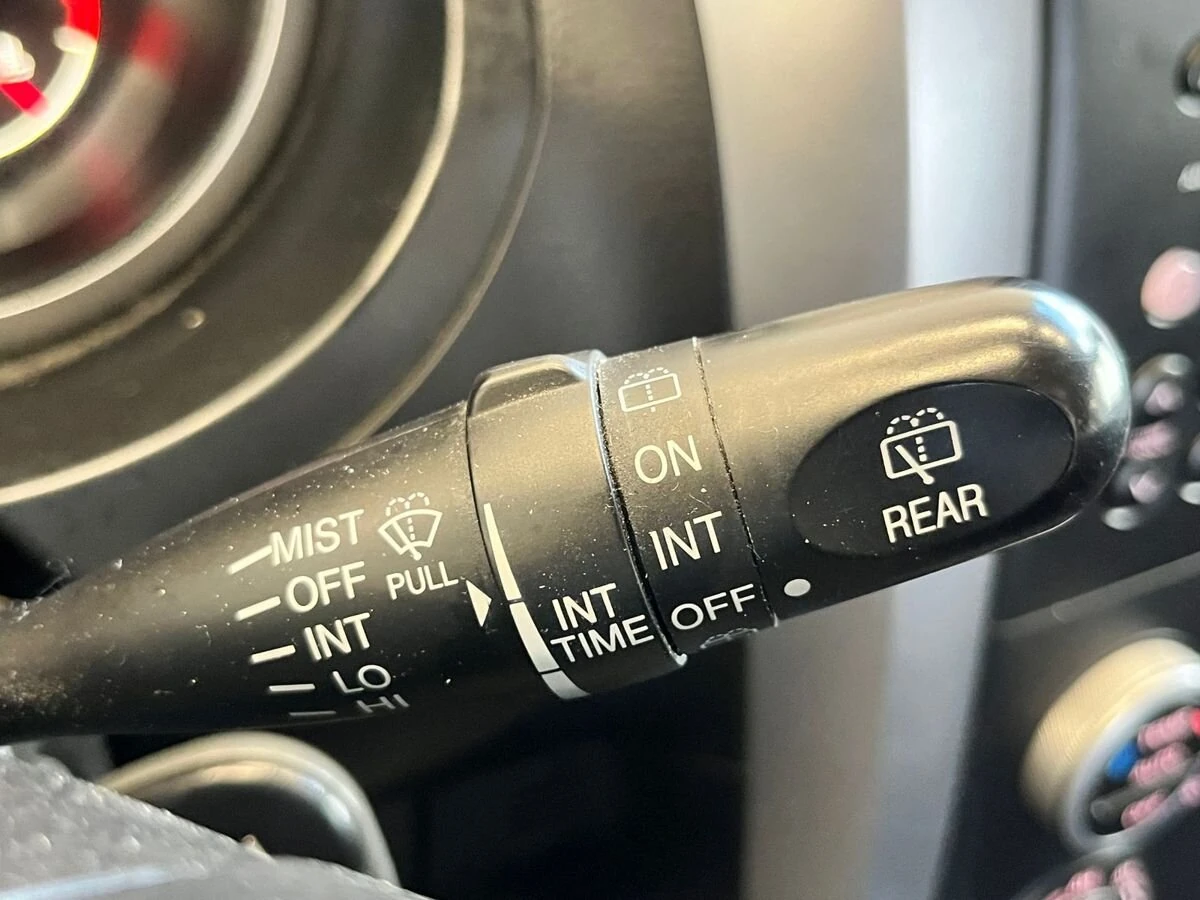 MIST
OFF
INT
LO
HI
PULL
INT
TIME
ON
INT
OFF
REAR